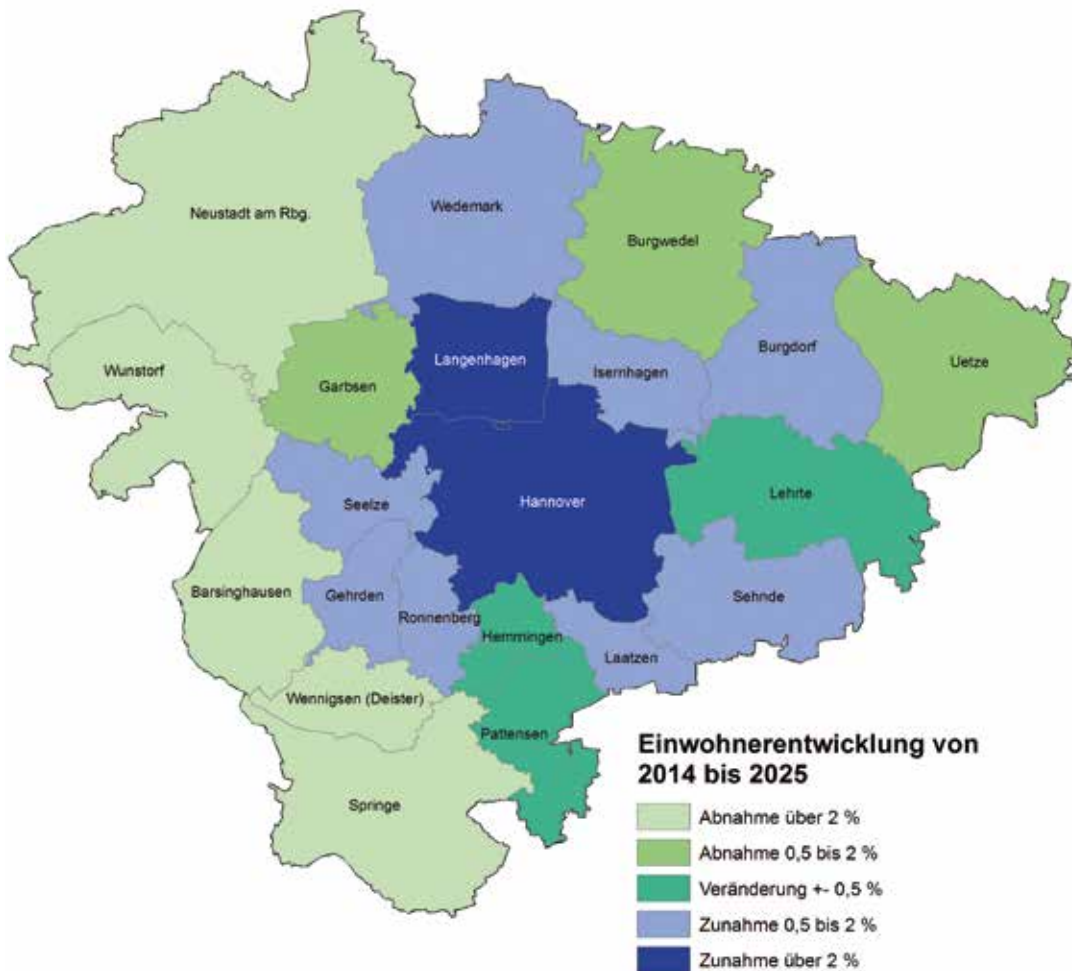 Neustadt am Rbg.
Wedemark
Burgwedel
Wunstorf
Garbsen
Langenhagen
Isernhagen
Burgdorf
Uetze
Seelze
Hannover
Lehrte
Barsinghausen
Gehrden
Ronnenberg
Hemmingen
Laatzen
Sehnde
Wennigsen (Deister)
Pattensen
Springe
Einwohnerentwicklung von
2014 bis 2025
Abnahme über 2 %
Abnahme 0,5 bis 2 %
Veränderung +- 0,5 %
Zunahme 0,5 bis 2 %
Zunahme über 2 %